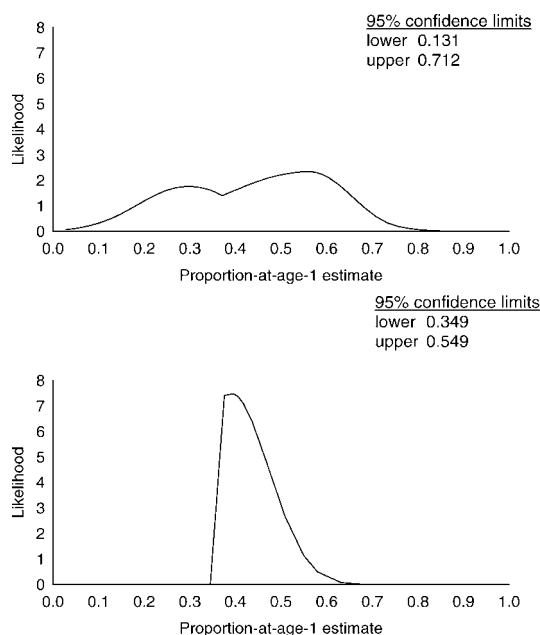 95% confidence limits
lower 0.131
upper 0.712
8
7
6
5
4
3
2
1
0
Likelihood
0.0 0.1 0.2 0.3 0.4 0.5 0.6 0.7 0.8 0.9 1.0
Proportion-at-age-1 estimate
95% confidence limits
lower 0.349
upper 0.549
8
7
6
5
4
3
2
1
0
Likelihood
0.0 0.1 0.2 0.3 0.4 0.5 0.6 0.7 0.8 0.9 1.0
Proportion-at-age-1 estimate